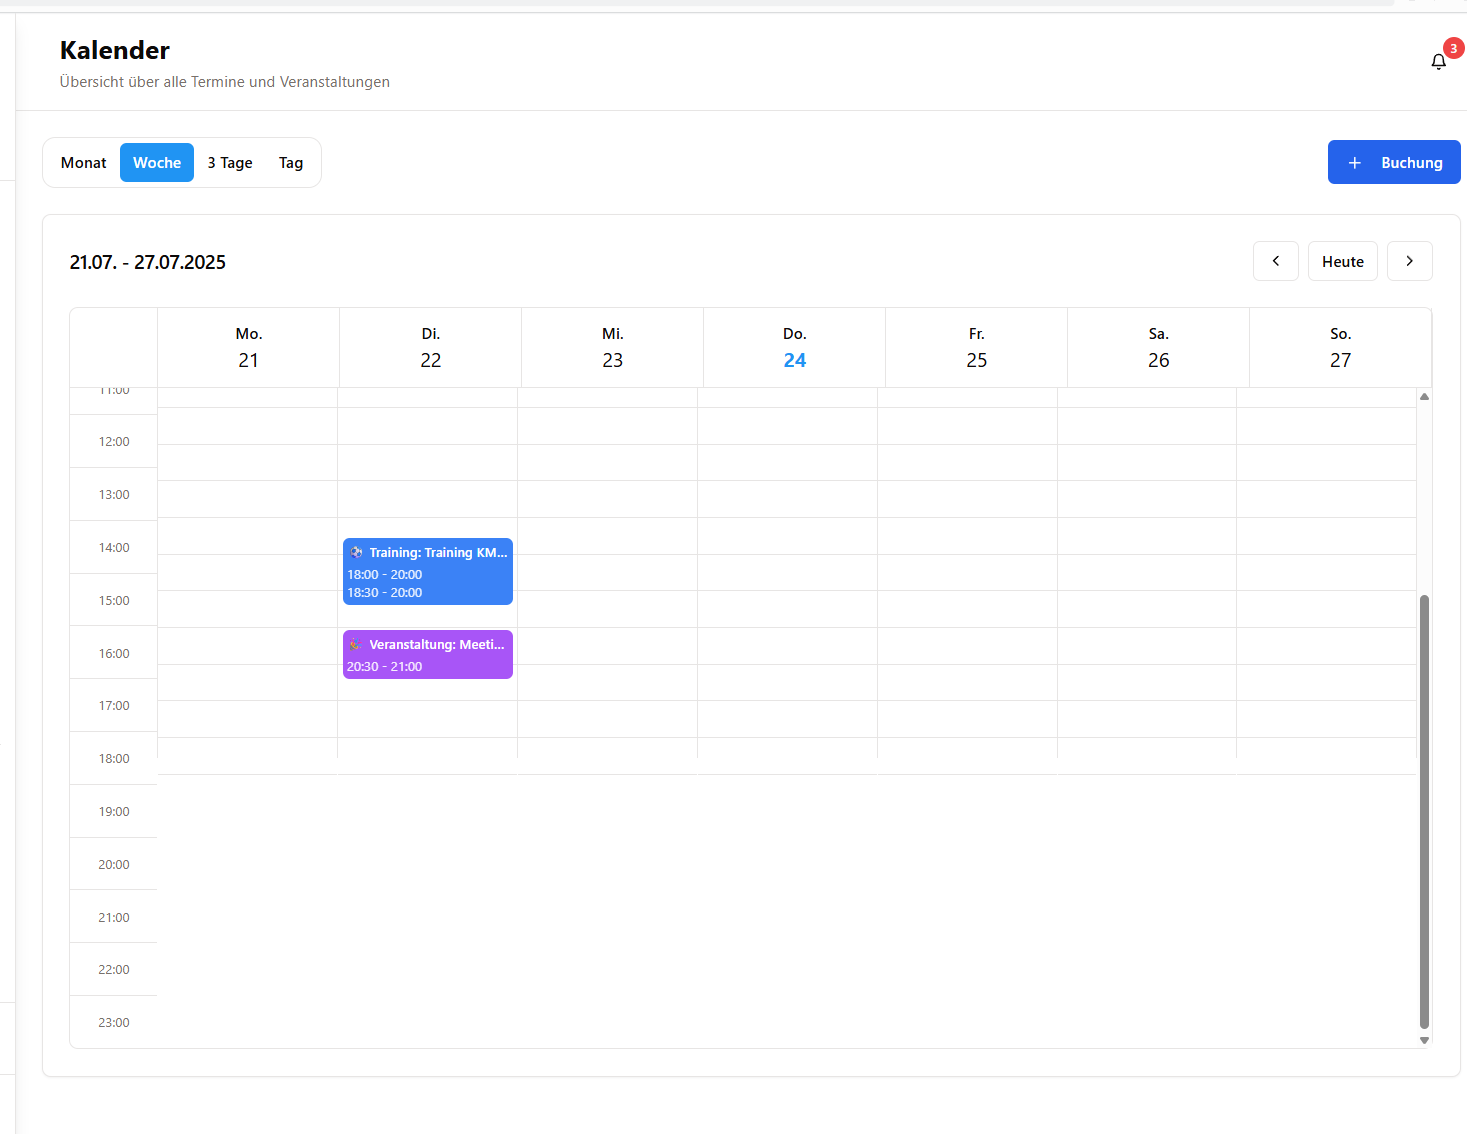 Kalender
Übersicht über alle Termine und Veranstaltungen
3
Monat Woche 3 Tage Tag
Buchung
21.07. - 27.07.2025
Heute
Mo. Di. Mi. Do. Fr. Sa. So.
21 22 23 24 25 26 27
11:00
12:00
13:00
14:00
Training: Training KM...
18:00 - 20:00
18:30 - 20:00
15:00
16:00
Veranstaltung: Meeti...
20:30 - 21:00
17:00
18:00
19:00
20:00
21:00
22:00
23:00